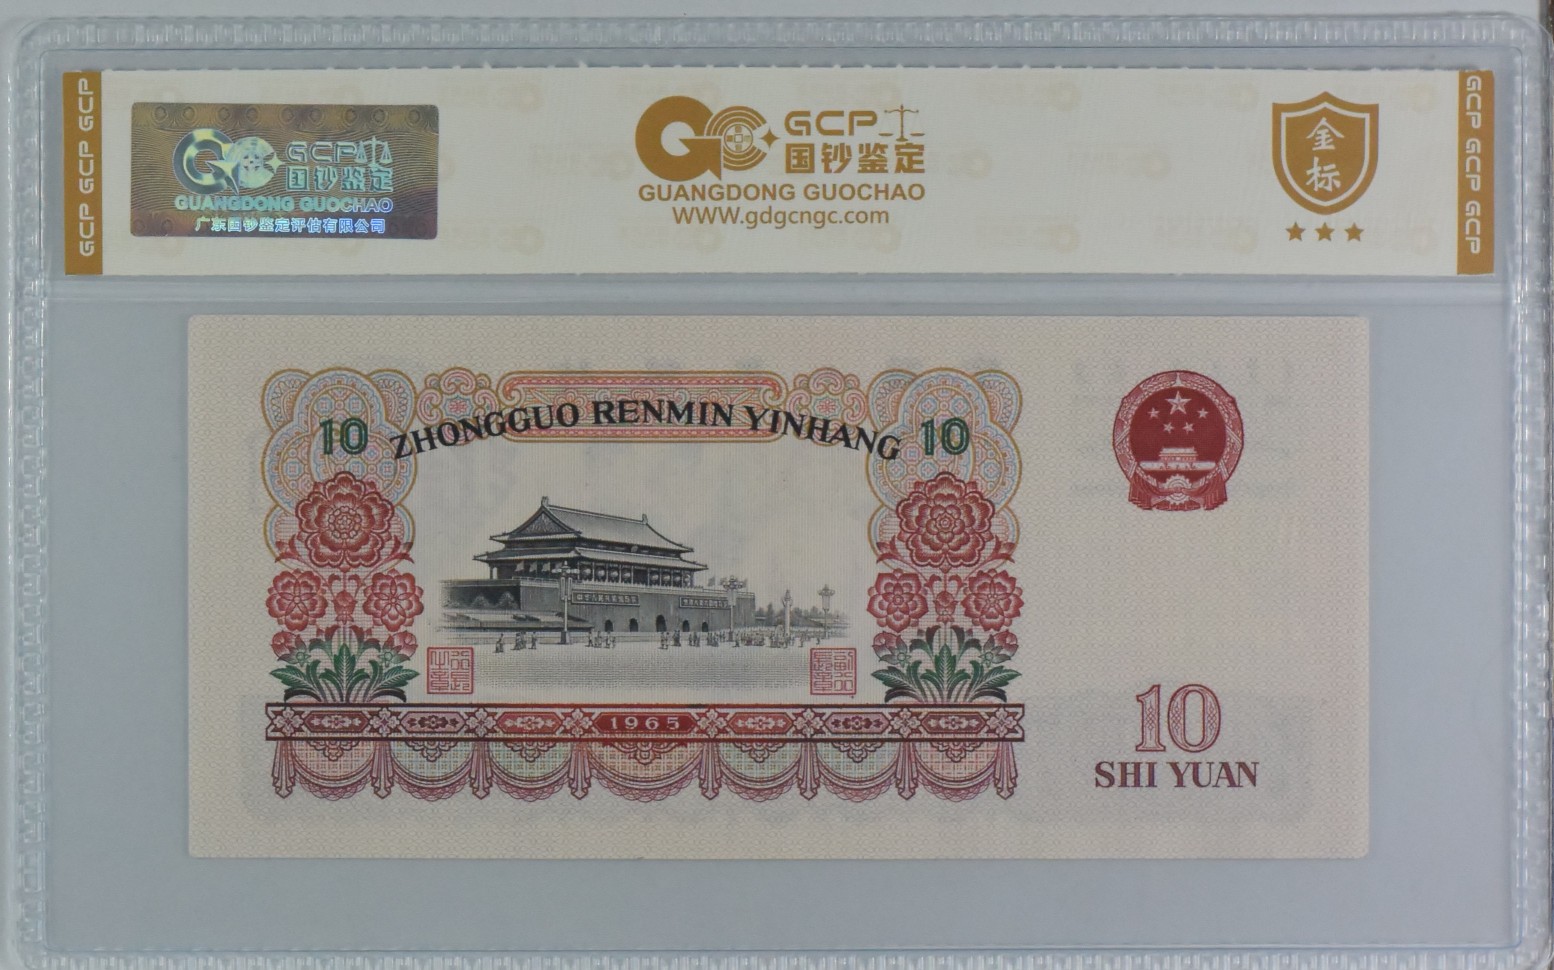 GCP GCP GCP
GCP
国钞鉴定
GUANGDONG GUOCHAO
广东国钞鉴定评估有限公司
GCP
国钞鉴定
GUANGDONG GUOCHAO
WWW.gdgcngc.com
金标
GCP GCP GCP
10 ZHONGGUO RENMIN YINHANG 10
1965
10
SHI YUAN